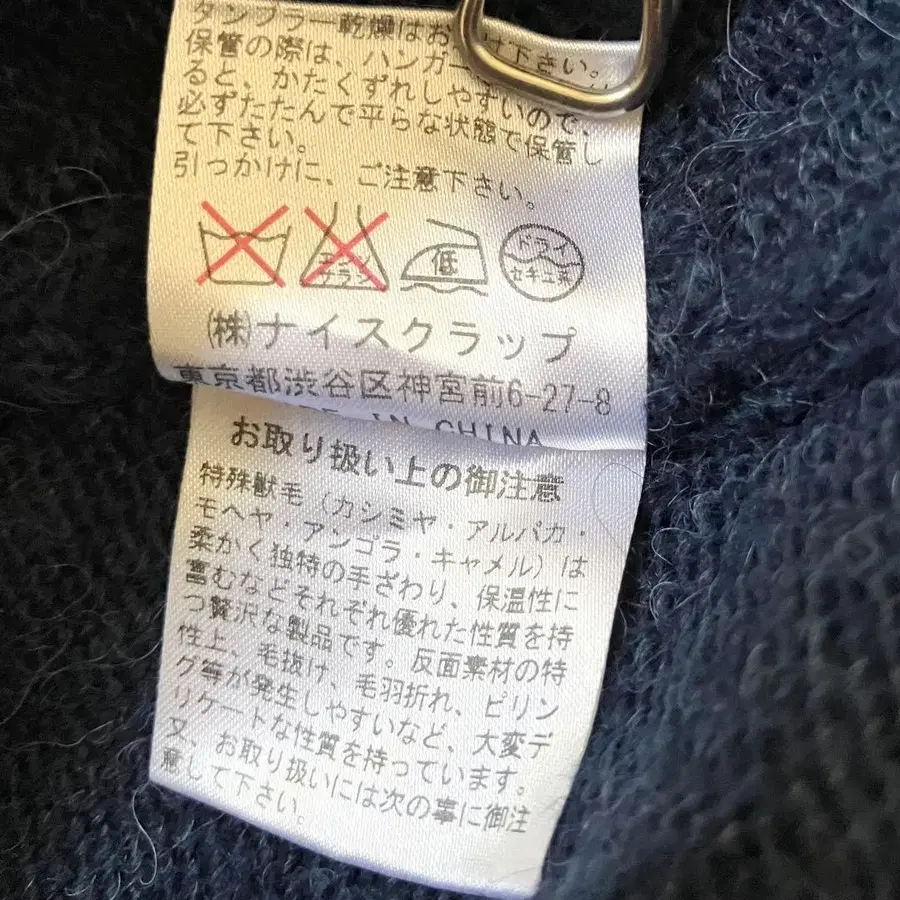 タンブラー乾燥はお け下さい。
保管の際は、ハンガー
ると、かたくずれしやすいので、
必ずたたんで平らな状態で保管し
て下さい。
引っかけに、ご注意下さい。
エンソ
サラシ
低
ドライ
セキユ系
㈱ナイスクラップ
東京都渋谷区神宮前6-27-8
IN CHINA
お取り扱い上の御注意
特殊獣毛(カシミヤ・アルパカ・
モヘヤ・アンゴラ・キャメル)は
柔かく独特の手ざわり、保温性に
富むなどそれぞれ優れた性質を持
つ贅沢な製品です。反面素材の特
性上、毛抜け、毛羽折れ、ピリン
グ等が発生しやすいなど、大変デ
リケートな性質を持っています。
又、お取り扱いには次の事に御注
意して下さい。